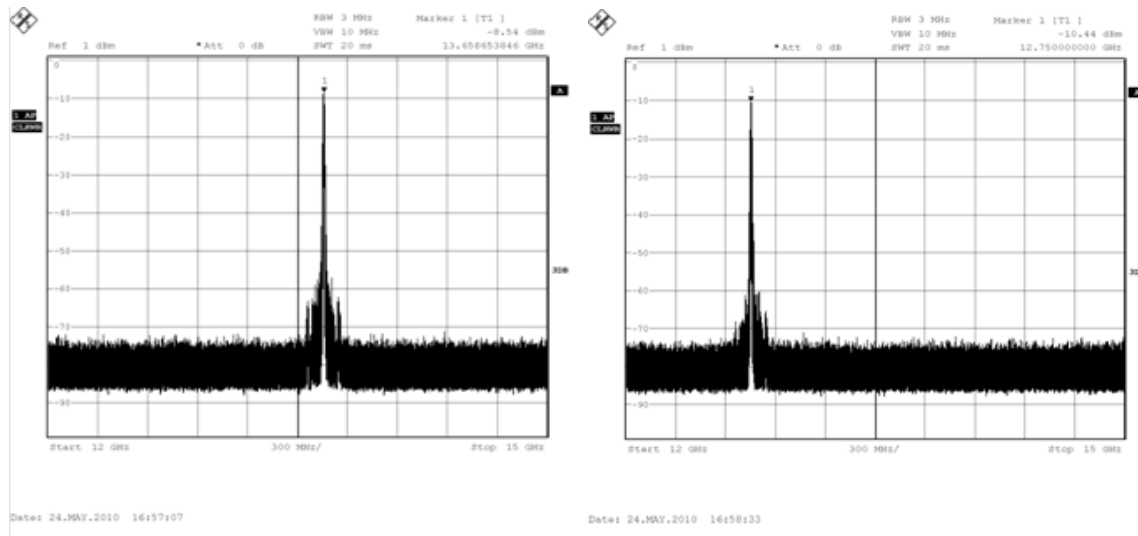 RBW 3 MHz Marker 1 [T1 ]
VBW 10 MHz -8.54 dBm
Ref 1 dBm *Att 0 dB SWT 20 ms 13.658653846 GHz
0
1
-10
A
1 AP
CLRWR
-20
-30
-40
-50
3DB
-60
-70
-90
Start 12 GHz 300 MHz/ Stop 15 GHz
Date: 24.MAY.2010 16:57:07
RBW 3 MHz Marker 1 [T1 ]
VBW 10 MHz -10.44 dBm
Ref 1 dBm *Att 0 dB SWT 20 ms 12.750000000 GHz
0
1
-10
A
1 AP
CLRWR
-20
-30
-40
-50
-60
-70
-90
Start 12 GHz 300 MHz/ Stop 15 GHz
Date: 24.MAY.2010 16:58:33